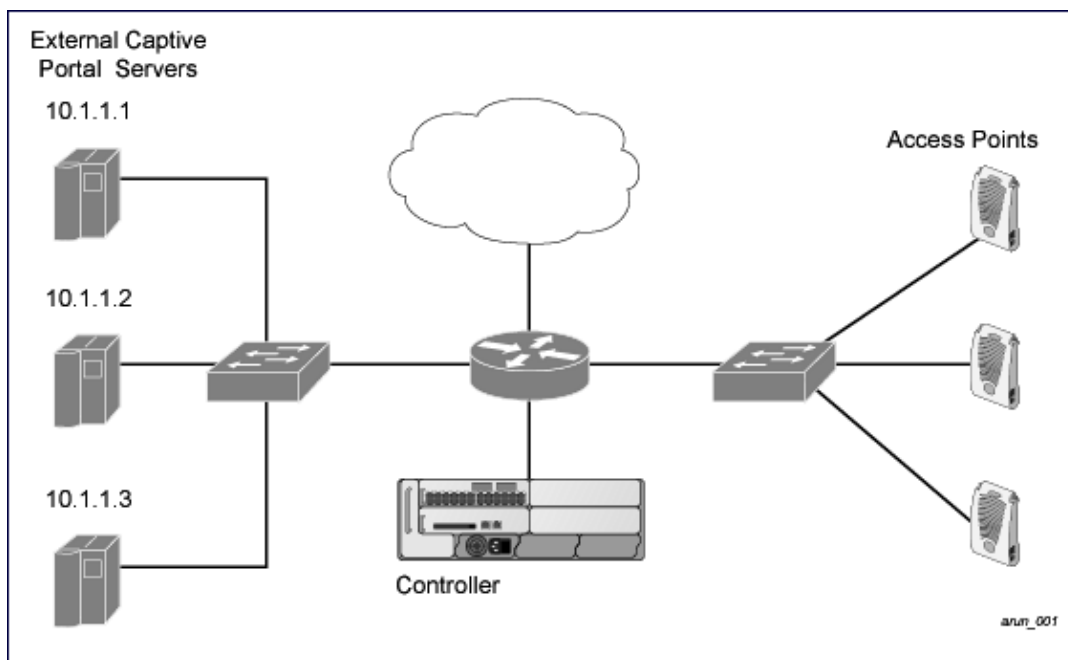 External Captive
Portal Servers
10.1.1.1
Access Points
10.1.1.2
10.1.1.3
Controller
arun_001